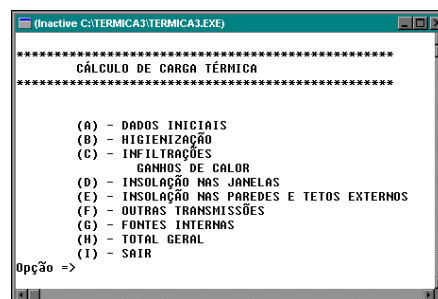 (Inactive C:\TERMICA3\TERMICA3.EXE)
**************************************************
CÁLCULO DE CARGA TÉRMICA
**************************************************
(A) - DADOS INICIAIS
(B) - HIGIENIZAÇÃO
(C) - INFILTRAÇÕES
GANHOS DE CALOR
(D) - INSOLAÇÃO NAS JANELAS
(E) - INSOLAÇÃO NAS PAREDES E TETOS EXTERNOS
(F) - OUTRAS TRANSMISSÕES
(G) - FONTES INTERNAS
(H) - TOTAL GERAL
(I) - SAIR
Opção =>